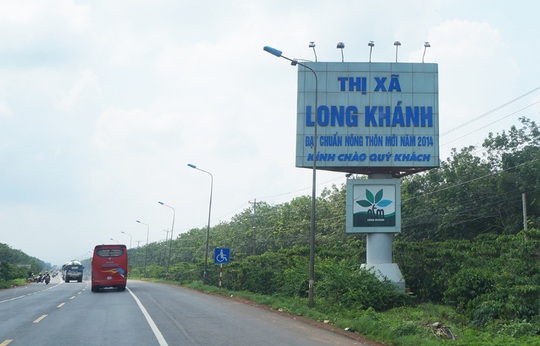 THỊ XÃ
LONG KHÁNH
ĐẠT CHUẨN NÔNG THÔN MỚI NĂM 2014
KÍNH CHÀO QUÝ KHÁCH